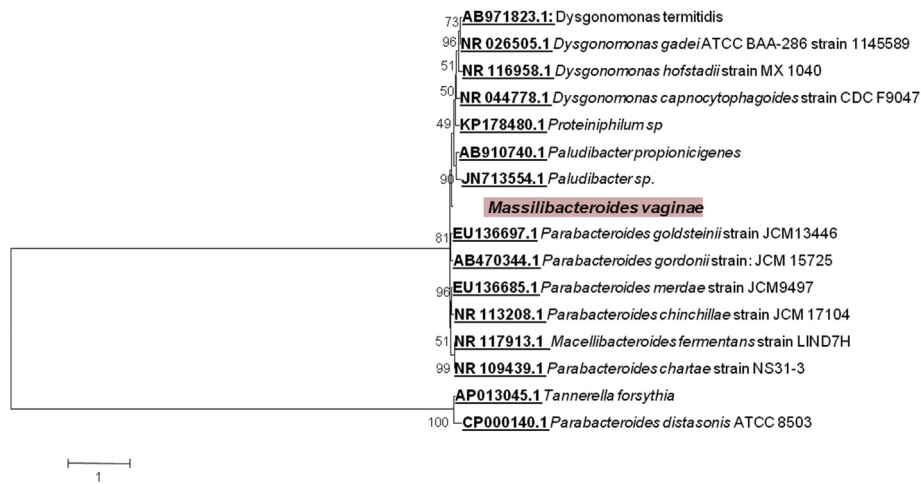 73
AB971823.1: Dysgonomonas termitidis
96
NR 026505.1 Dysgonomonas gadei ATCC BAA-286 strain 1145589
51
NR 116958.1 Dysgonomonas hofstadii strain MX 1040
50
NR 044778.1 Dysgonomonas capnocytophagoides strain CDC F9047
49
KP178480.1 Proteiniphilum sp
AB910740.1 Paludibacter propionicigenes
90
JN713554.1 Paludibacter sp.
Massilibacteroides vaginae
81
EU136697.1 Parabacteroides goldsteinii strain JCM13446
AB470344.1 Parabacteroides gordonii strain: JCM 15725
96
EU136685.1 Parabacteroides merdae strain JCM9497
NR 113208.1 Parabacteroides chinchillae strain JCM 17104
51
NR 117913.1 Macellibacteroides fermentans strain LIND7H
99
NR 109439.1 Parabacteroides chartae strain NS31-3
AP013045.1 Tannerella forsythia
100
CP000140.1 Parabacteroides distasonis ATCC 8503
1